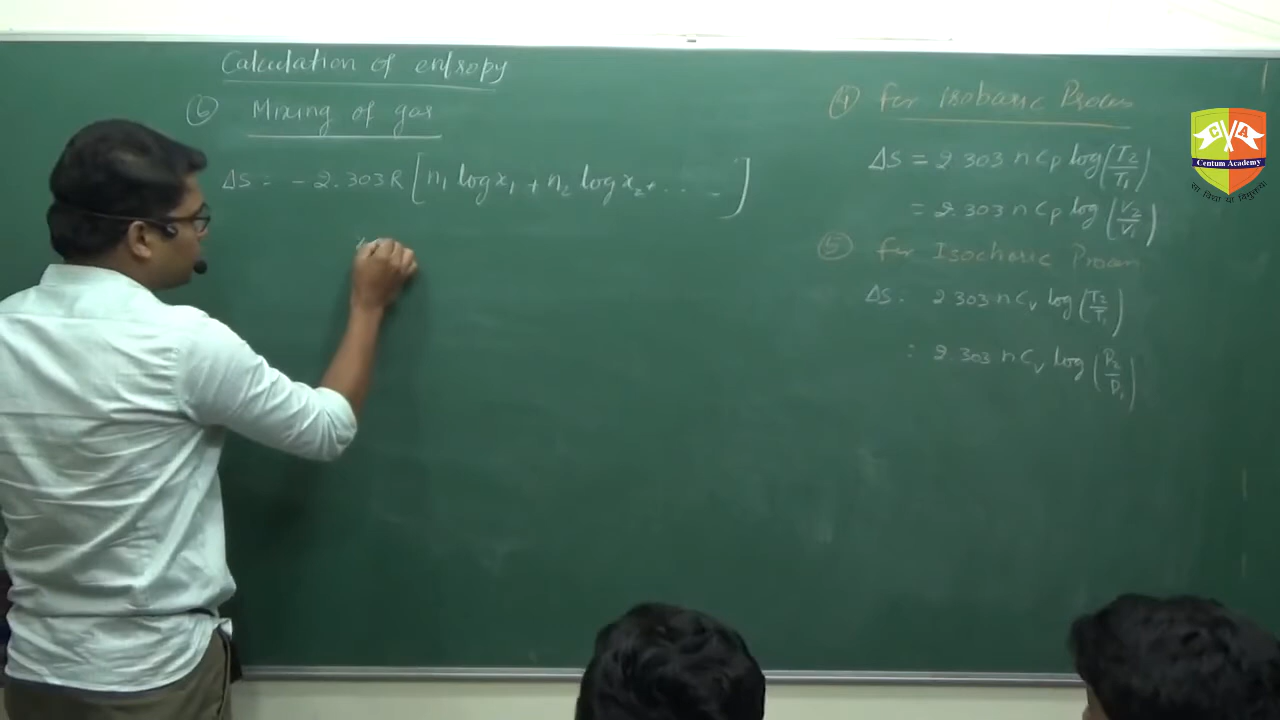 Calculation of entropy
⑥ Mixing of gas
ΔS = - 2.303R [n₁ log x₁ + n₂ log x₂ + ... - ]
④ for isobaric Process
ΔS = 2.303 n Cp log (T₂/T₁)
= 2.303 n Cp log (V₂/V₁)
⑤ for Isochoric Process
ΔS = 2.303 n Cv log (T₂/T₁)
= 2.303 n Cv log (P₂/P₁)
C A
Centum Academy
सा विद्या या विमुक्तये